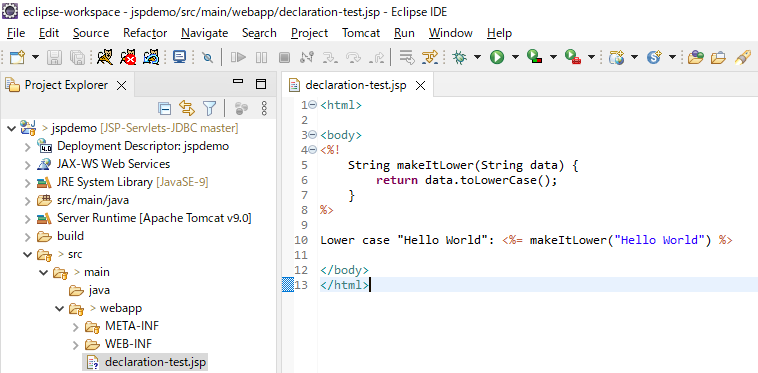 eclipse-workspace - jspdemo/src/main/webapp/declaration-test.jsp - Eclipse IDE
File Edit Source Refactor Navigate Search Project Tomcat Run Window Help
Project Explorer
jspdemo [JSP-Servlets-JDBC master]
Deployment Descriptor: jspdemo
JAX-WS Web Services
JRE System Library [JavaSE-9]
src/main/java
Server Runtime [Apache Tomcat v9.0]
build
src
main
java
webapp
META-INF
WEB-INF
declaration-test.jsp
declaration-test.jsp
1 <html>
2
3 <body>
4 <%!
5     String makeItLower(String data) {
6         return data.toLowerCase();
7     }
8 %>
9
10 Lower case "Hello World": <%= makeItLower("Hello World") %>
11
12 </body>
13 </html>